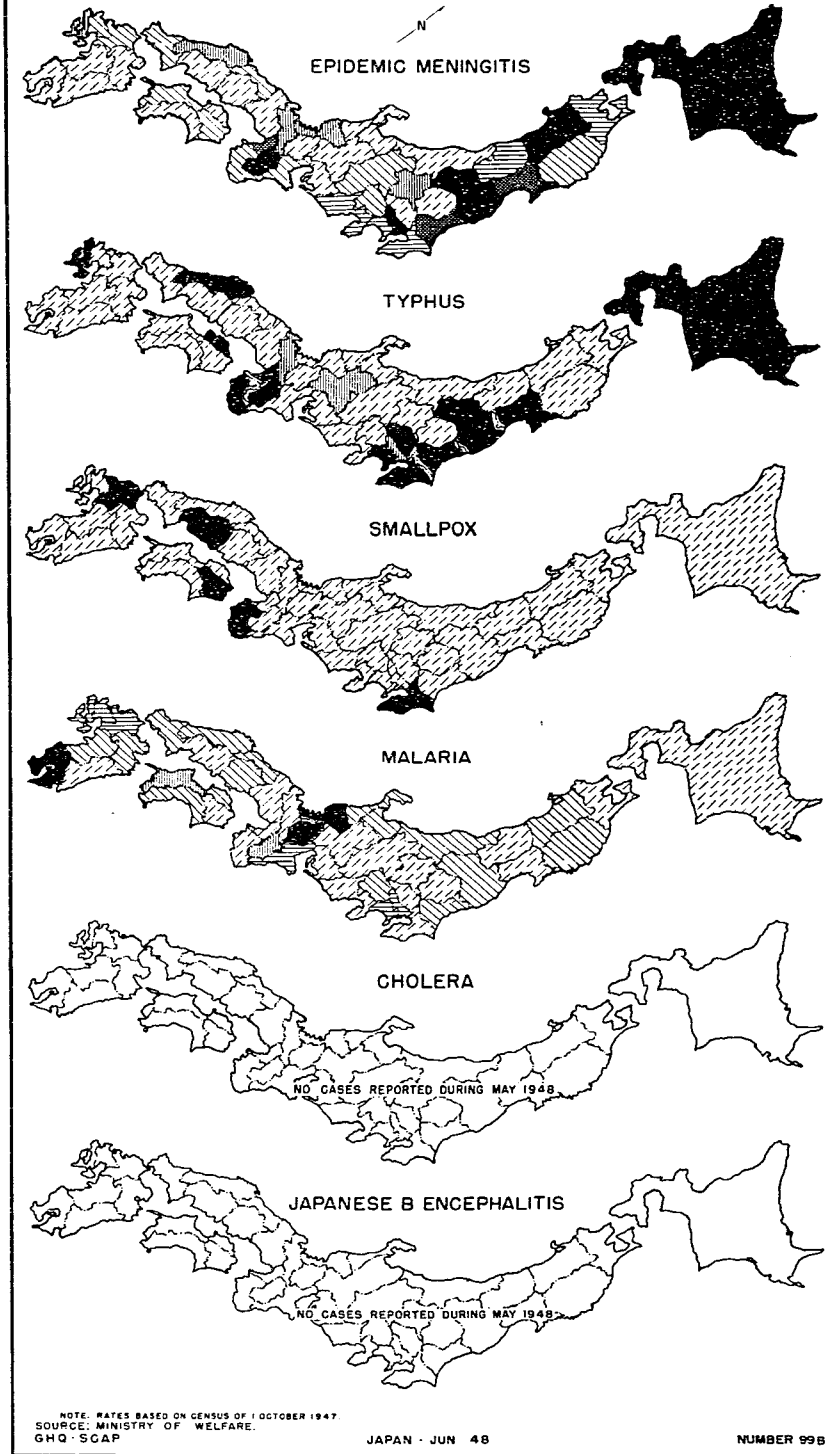 N
EPIDEMIC MENINGITIS
TYPHUS
SMALLPOX
MALARIA
CHOLERA
NO CASES REPORTED DURING MAY 1948
JAPANESE B ENCEPHALITIS
NO CASES REPORTED DURING MAY 1948
NOTE: RATES BASED ON CENSUS OF 1 OCTOBER 1947.
SOURCE: MINISTRY OF WELFARE.
GHQ-SCAP JAPAN - JUN 48 NUMBER 99B